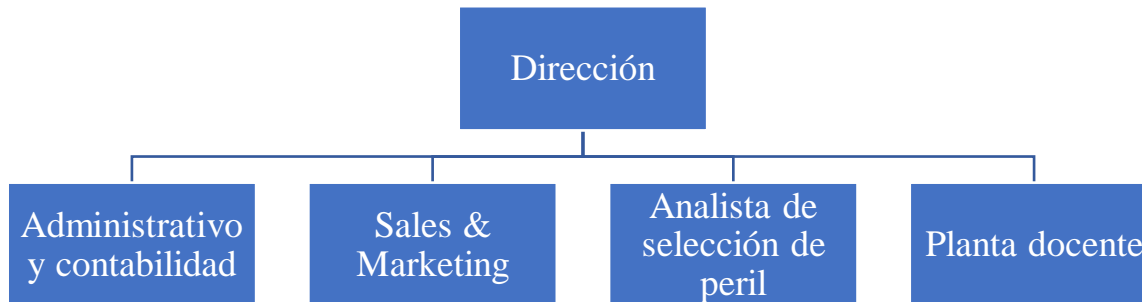 Dirección
Administrativo
y contabilidad
Sales &
Marketing
Analista de
selección de
peril
Planta docente